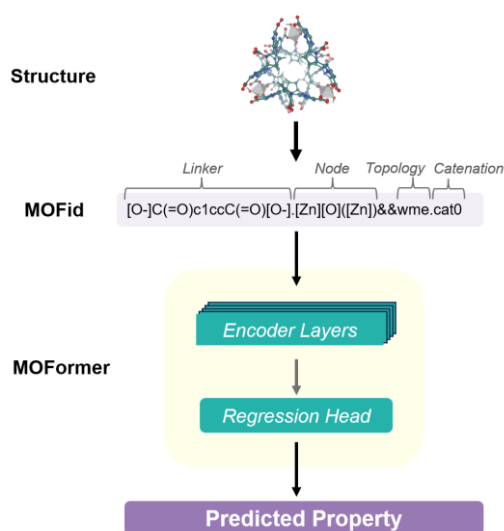 Structure
Linker Node Topology Catenation
MOFid
[O-]C(=O)c1ccC(=O)[O-].[Zn][O]([Zn])&&wme.cat0
Encoder Layers
MOFormer
Regression Head
Predicted Property